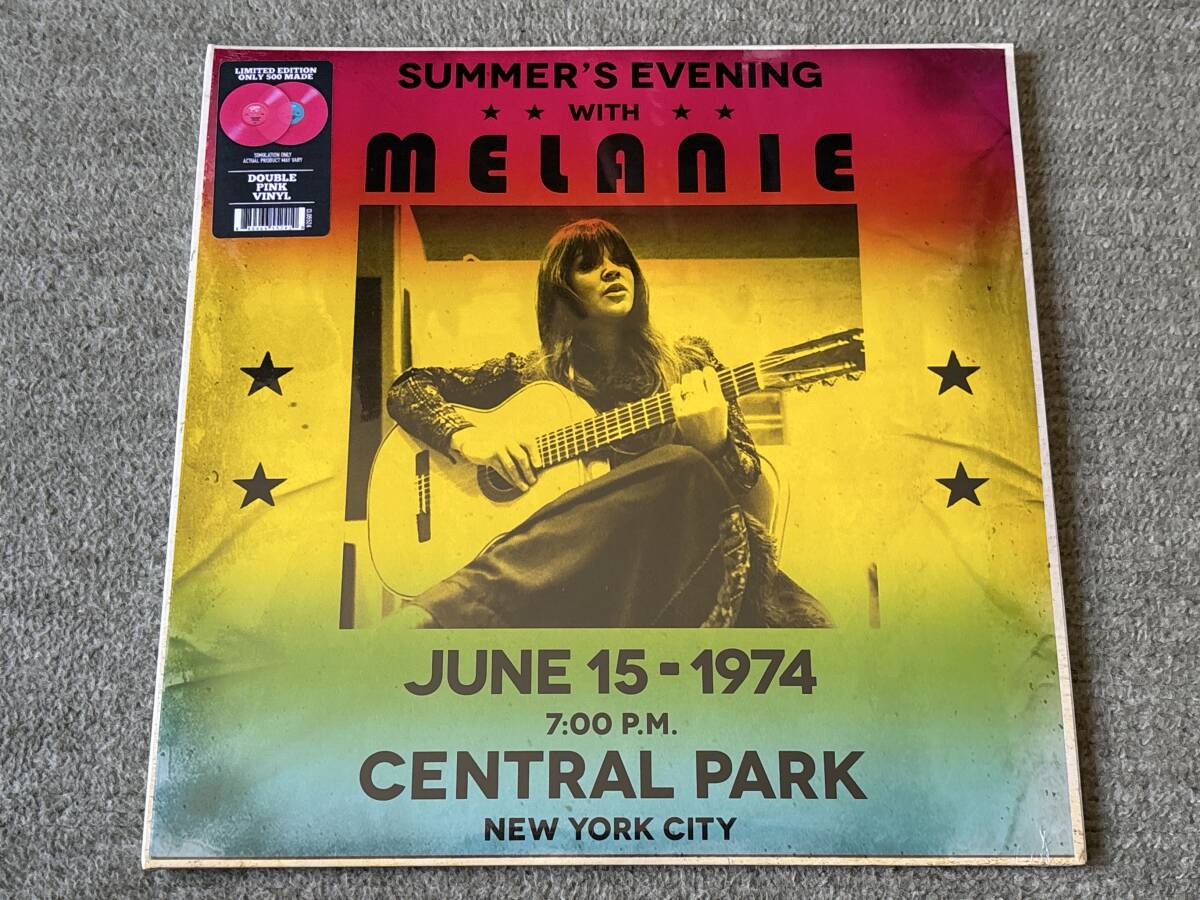 LIMITED EDITION
ONLY 500 MADE
SIMULATION ONLY
ACTUAL PRODUCT MAY VARY
DOUBLE
PINK
VINYL
SUMMER'S EVENING
WITH
MELANIE
JUNE 15 - 1974
7:00 P.M.
CENTRAL PARK
NEW YORK CITY